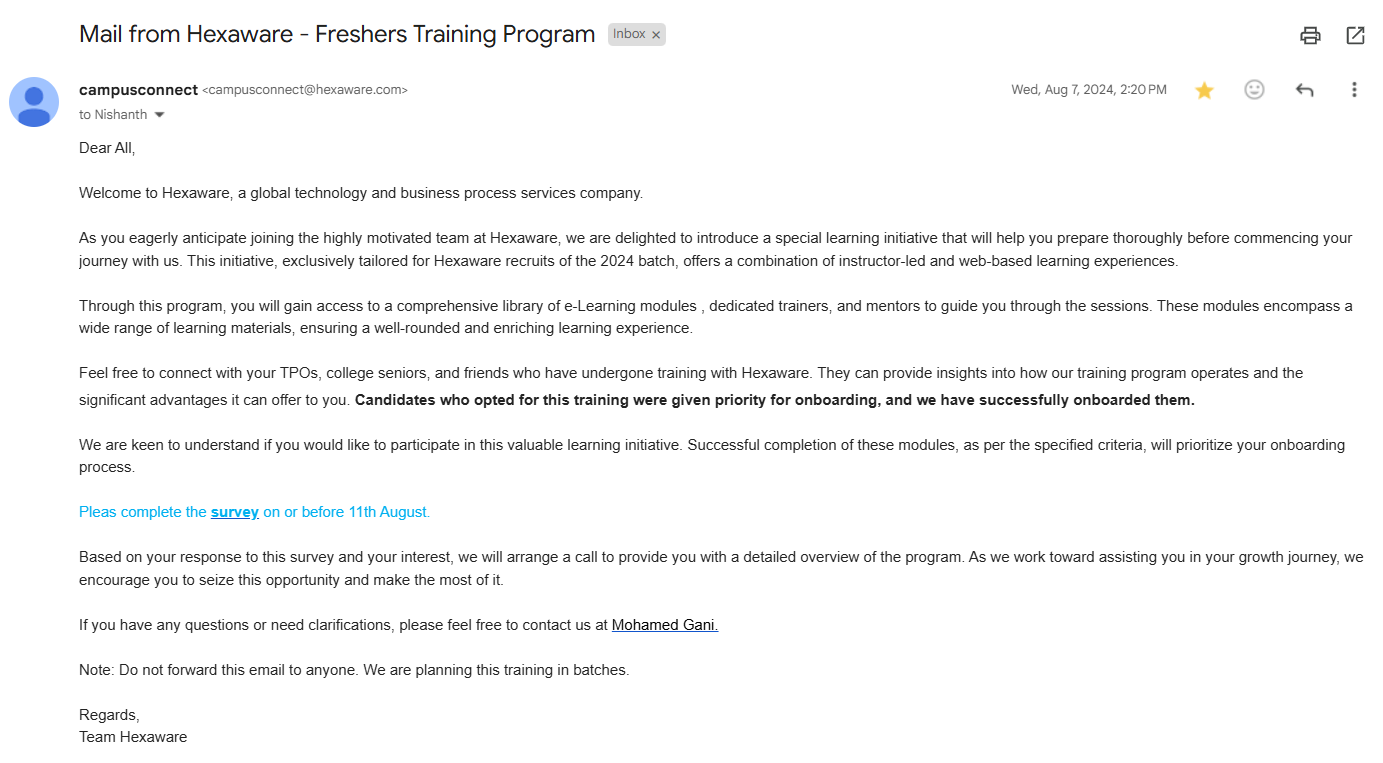 Mail from Hexaware - Freshers Training Program Inbox ×
campusconnect <campusconnect@hexaware.com> Wed, Aug 7, 2024, 2:20 PM
to Nishanth
Dear All,
Welcome to Hexaware, a global technology and business process services company.
As you eagerly anticipate joining the highly motivated team at Hexaware, we are delighted to introduce a special learning initiative that will help you prepare thoroughly before commencing your
journey with us. This initiative, exclusively tailored for Hexaware recruits of the 2024 batch, offers a combination of instructor-led and web-based learning experiences.
Through this program, you will gain access to a comprehensive library of e-Learning modules , dedicated trainers, and mentors to guide you through the sessions. These modules encompass a
wide range of learning materials, ensuring a well-rounded and enriching learning experience.
Feel free to connect with your TPOs, college seniors, and friends who have undergone training with Hexaware. They can provide insights into how our training program operates and the
significant advantages it can offer to you. Candidates who opted for this training were given priority for onboarding, and we have successfully onboarded them.
We are keen to understand if you would like to participate in this valuable learning initiative. Successful completion of these modules, as per the specified criteria, will prioritize your onboarding
process.
Pleas complete the survey on or before 11th August.
Based on your response to this survey and your interest, we will arrange a call to provide you with a detailed overview of the program. As we work toward assisting you in your growth journey, we
encourage you to seize this opportunity and make the most of it.
If you have any questions or need clarifications, please feel free to contact us at Mohamed Gani.
Note: Do not forward this email to anyone. We are planning this training in batches.
Regards,
Team Hexaware